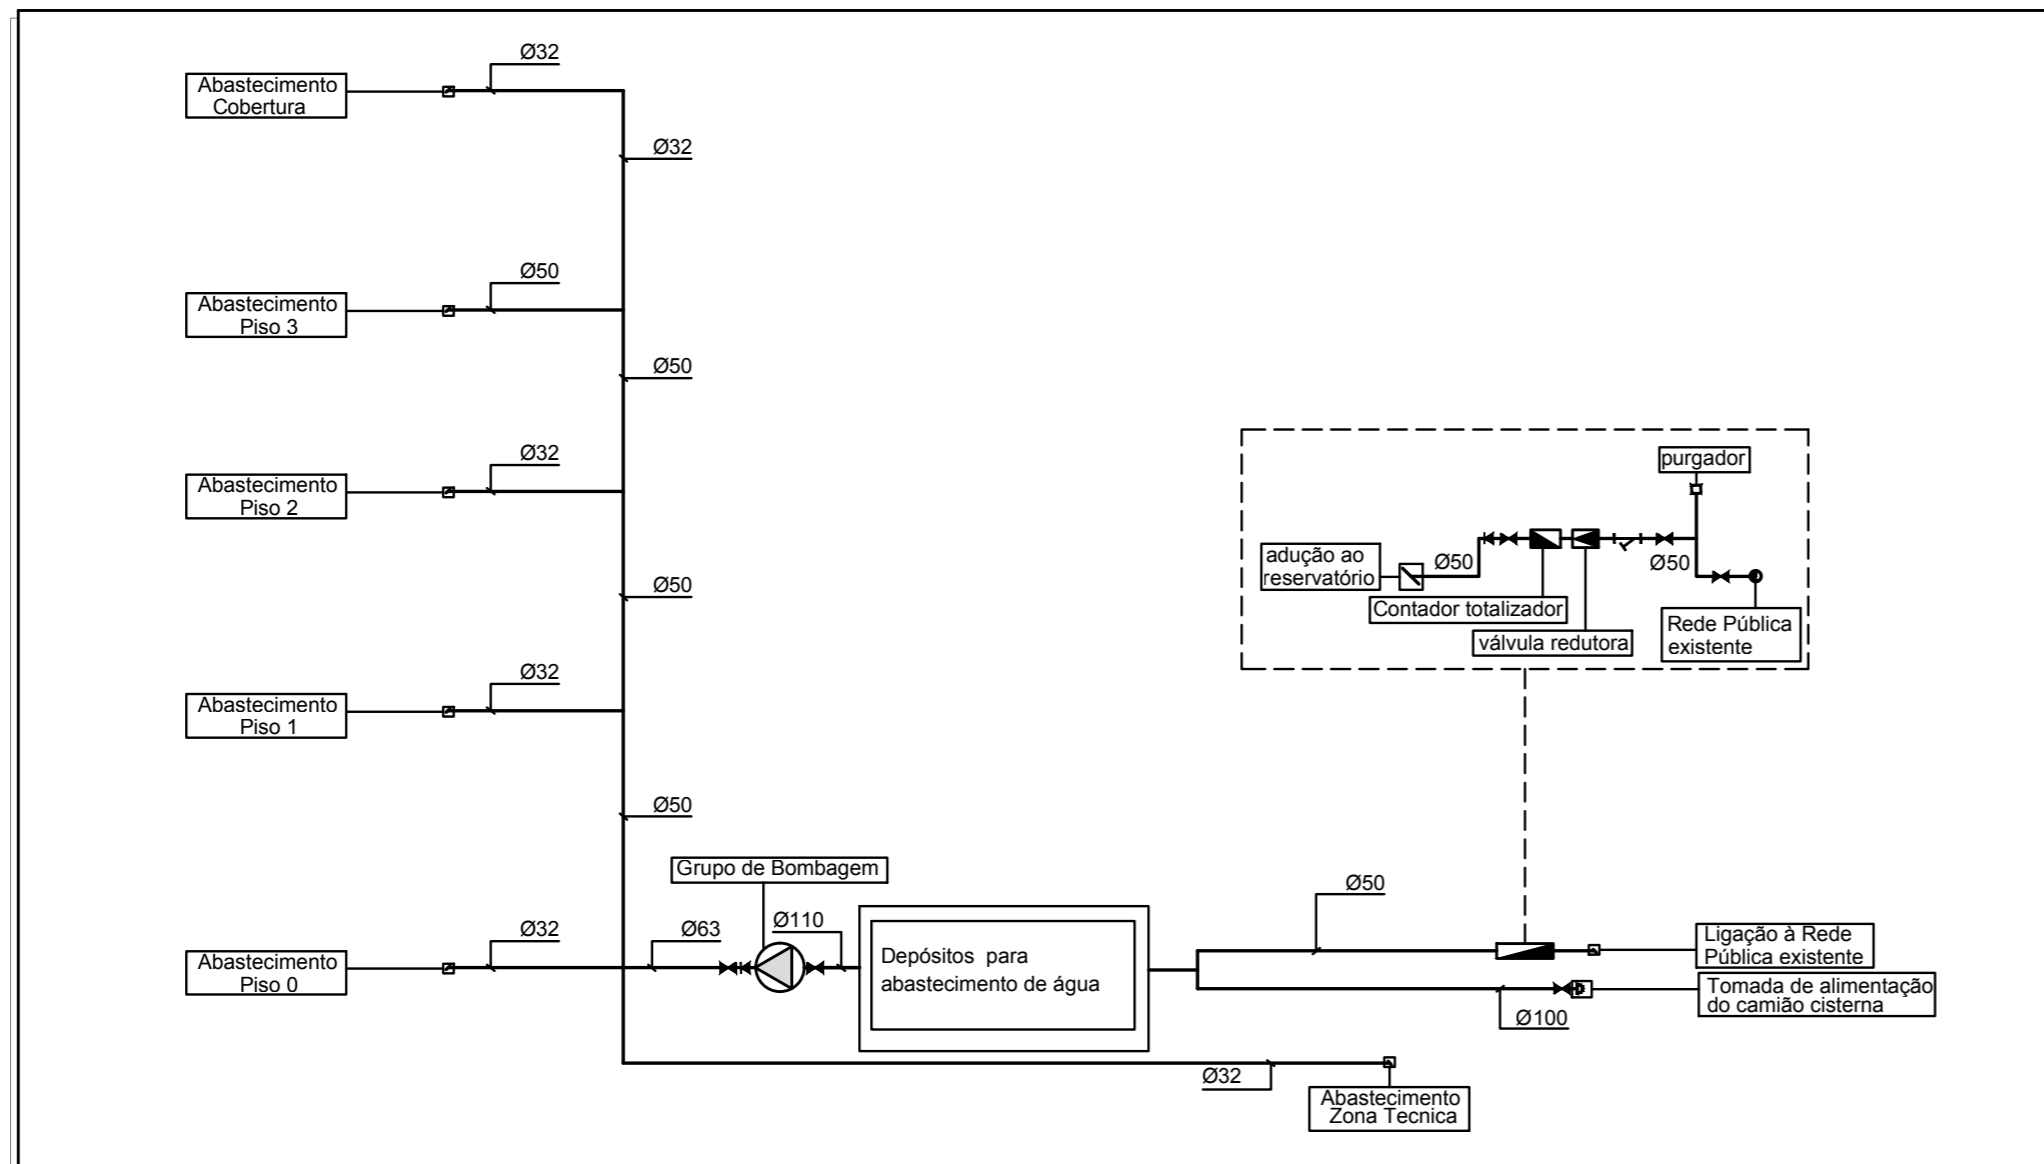 Ø32
Abastecimento
Cobertura
Ø32
Ø50
Abastecimento
Piso 3
Ø50
Ø32
Abastecimento
Piso 2
purgador
adução ao
reservatório
Ø50
Ø50
Contador totalizador
válvula redutora
Rede Pública
existente
Ø50
Ø32
Abastecimento
Piso 1
Ø50
Grupo de Bombagem
Ø32
Ø63
Ø110
Ø50
Abastecimento
Piso 0
Depósitos para
abastecimento de água
Ligação à Rede
Pública existente
Tomada de alimentação
do camião cisterna
Ø100
Ø32
Abastecimento
Zona Tecnica